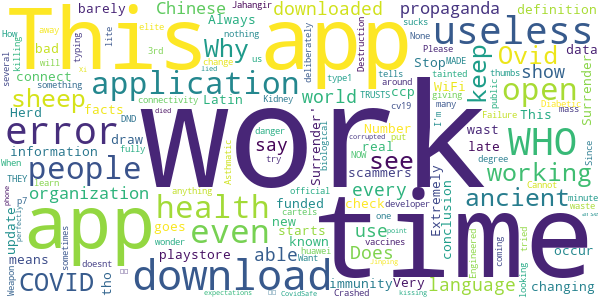 barely Chinese Always downloaded propaganda definition Jahangir elite
How away killing will something
This app Why several typing lite bad connect
sucks nothing None deliberately us change lied
useless Destruction around tells Please Stop MADE DND
application Ovid keep show WiFi data tainted
sheep world ccp Latin connectivity type1 Kidney
open Surrender public giving thumbs mass
error Herd facts This TRUSTS cv19 many I'm put
people work WHO
information THEY draw NOW
say see scammers real Number danger try
wast late degree Since
working Failure Diabetic
organization health even every funded check
ancient Extremely conclusion Cannot minute
app time
update p7 When learn fully Asthmatic
anything goes cartels official new one developer
use Does biological corrupted died
means known starts wonder playstore able
COVID download immunity Very vaccines point
language changing occur waste
tho doesnt sometimes phone perfectly Weapon
Want huawei Crashed coming looking tried Engineered
expectations CovidSafe kissing xi